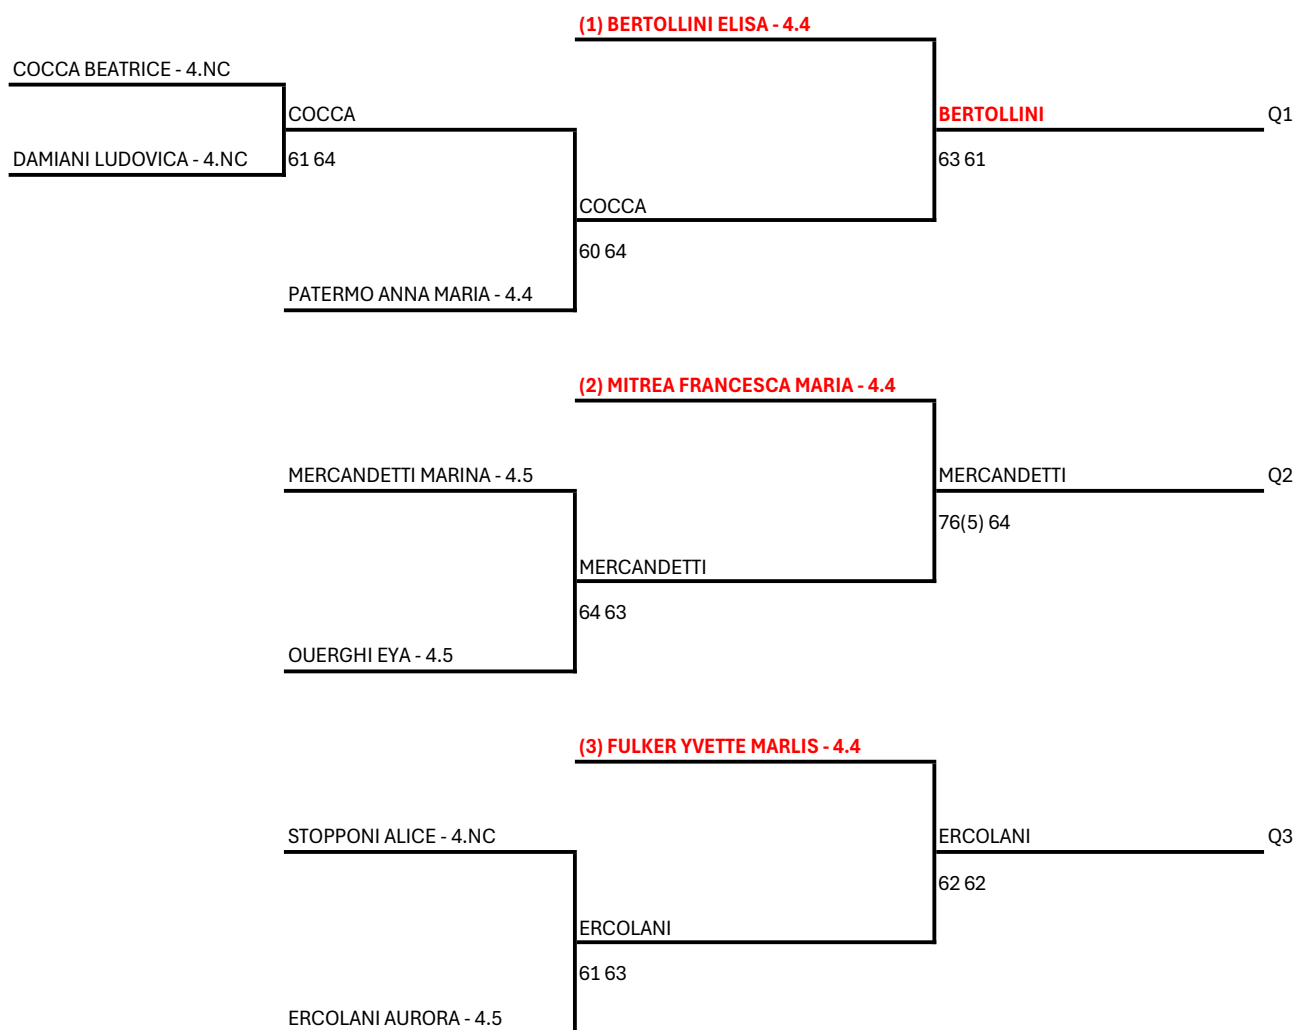 (1) BERTOLLINI ELISA - 4.4
COCCA BEATRICE - 4.NC
COCCA
BERTOLLINI
Q1
DAMIANI LUDOVICA - 4.NC
61 64
63 61
COCCA
60 64
PATERMO ANNA MARIA - 4.4
(2) MITREA FRANCESCA MARIA - 4.4
MERCANDETTI MARINA - 4.5
MERCANDETTI
Q2
76(5) 64
MERCANDETTI
64 63
OUERGHI EYA - 4.5
(3) FULKER YVETTE MARLIS - 4.4
STOPPONI ALICE - 4.NC
ERCOLANI
Q3
62 62
ERCOLANI
61 63
ERCOLANI AURORA - 4.5